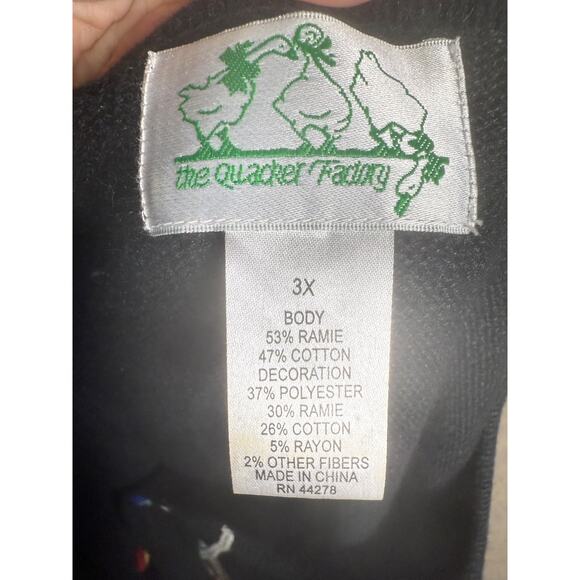 the Quacker Factory
3X
BODY
53% RAMIE
47% COTTON
DECORATION
37% POLYESTER
30% RAMIE
26% COTTON
5% RAYON
2% OTHER FIBERS
MADE IN CHINA
RN 44278